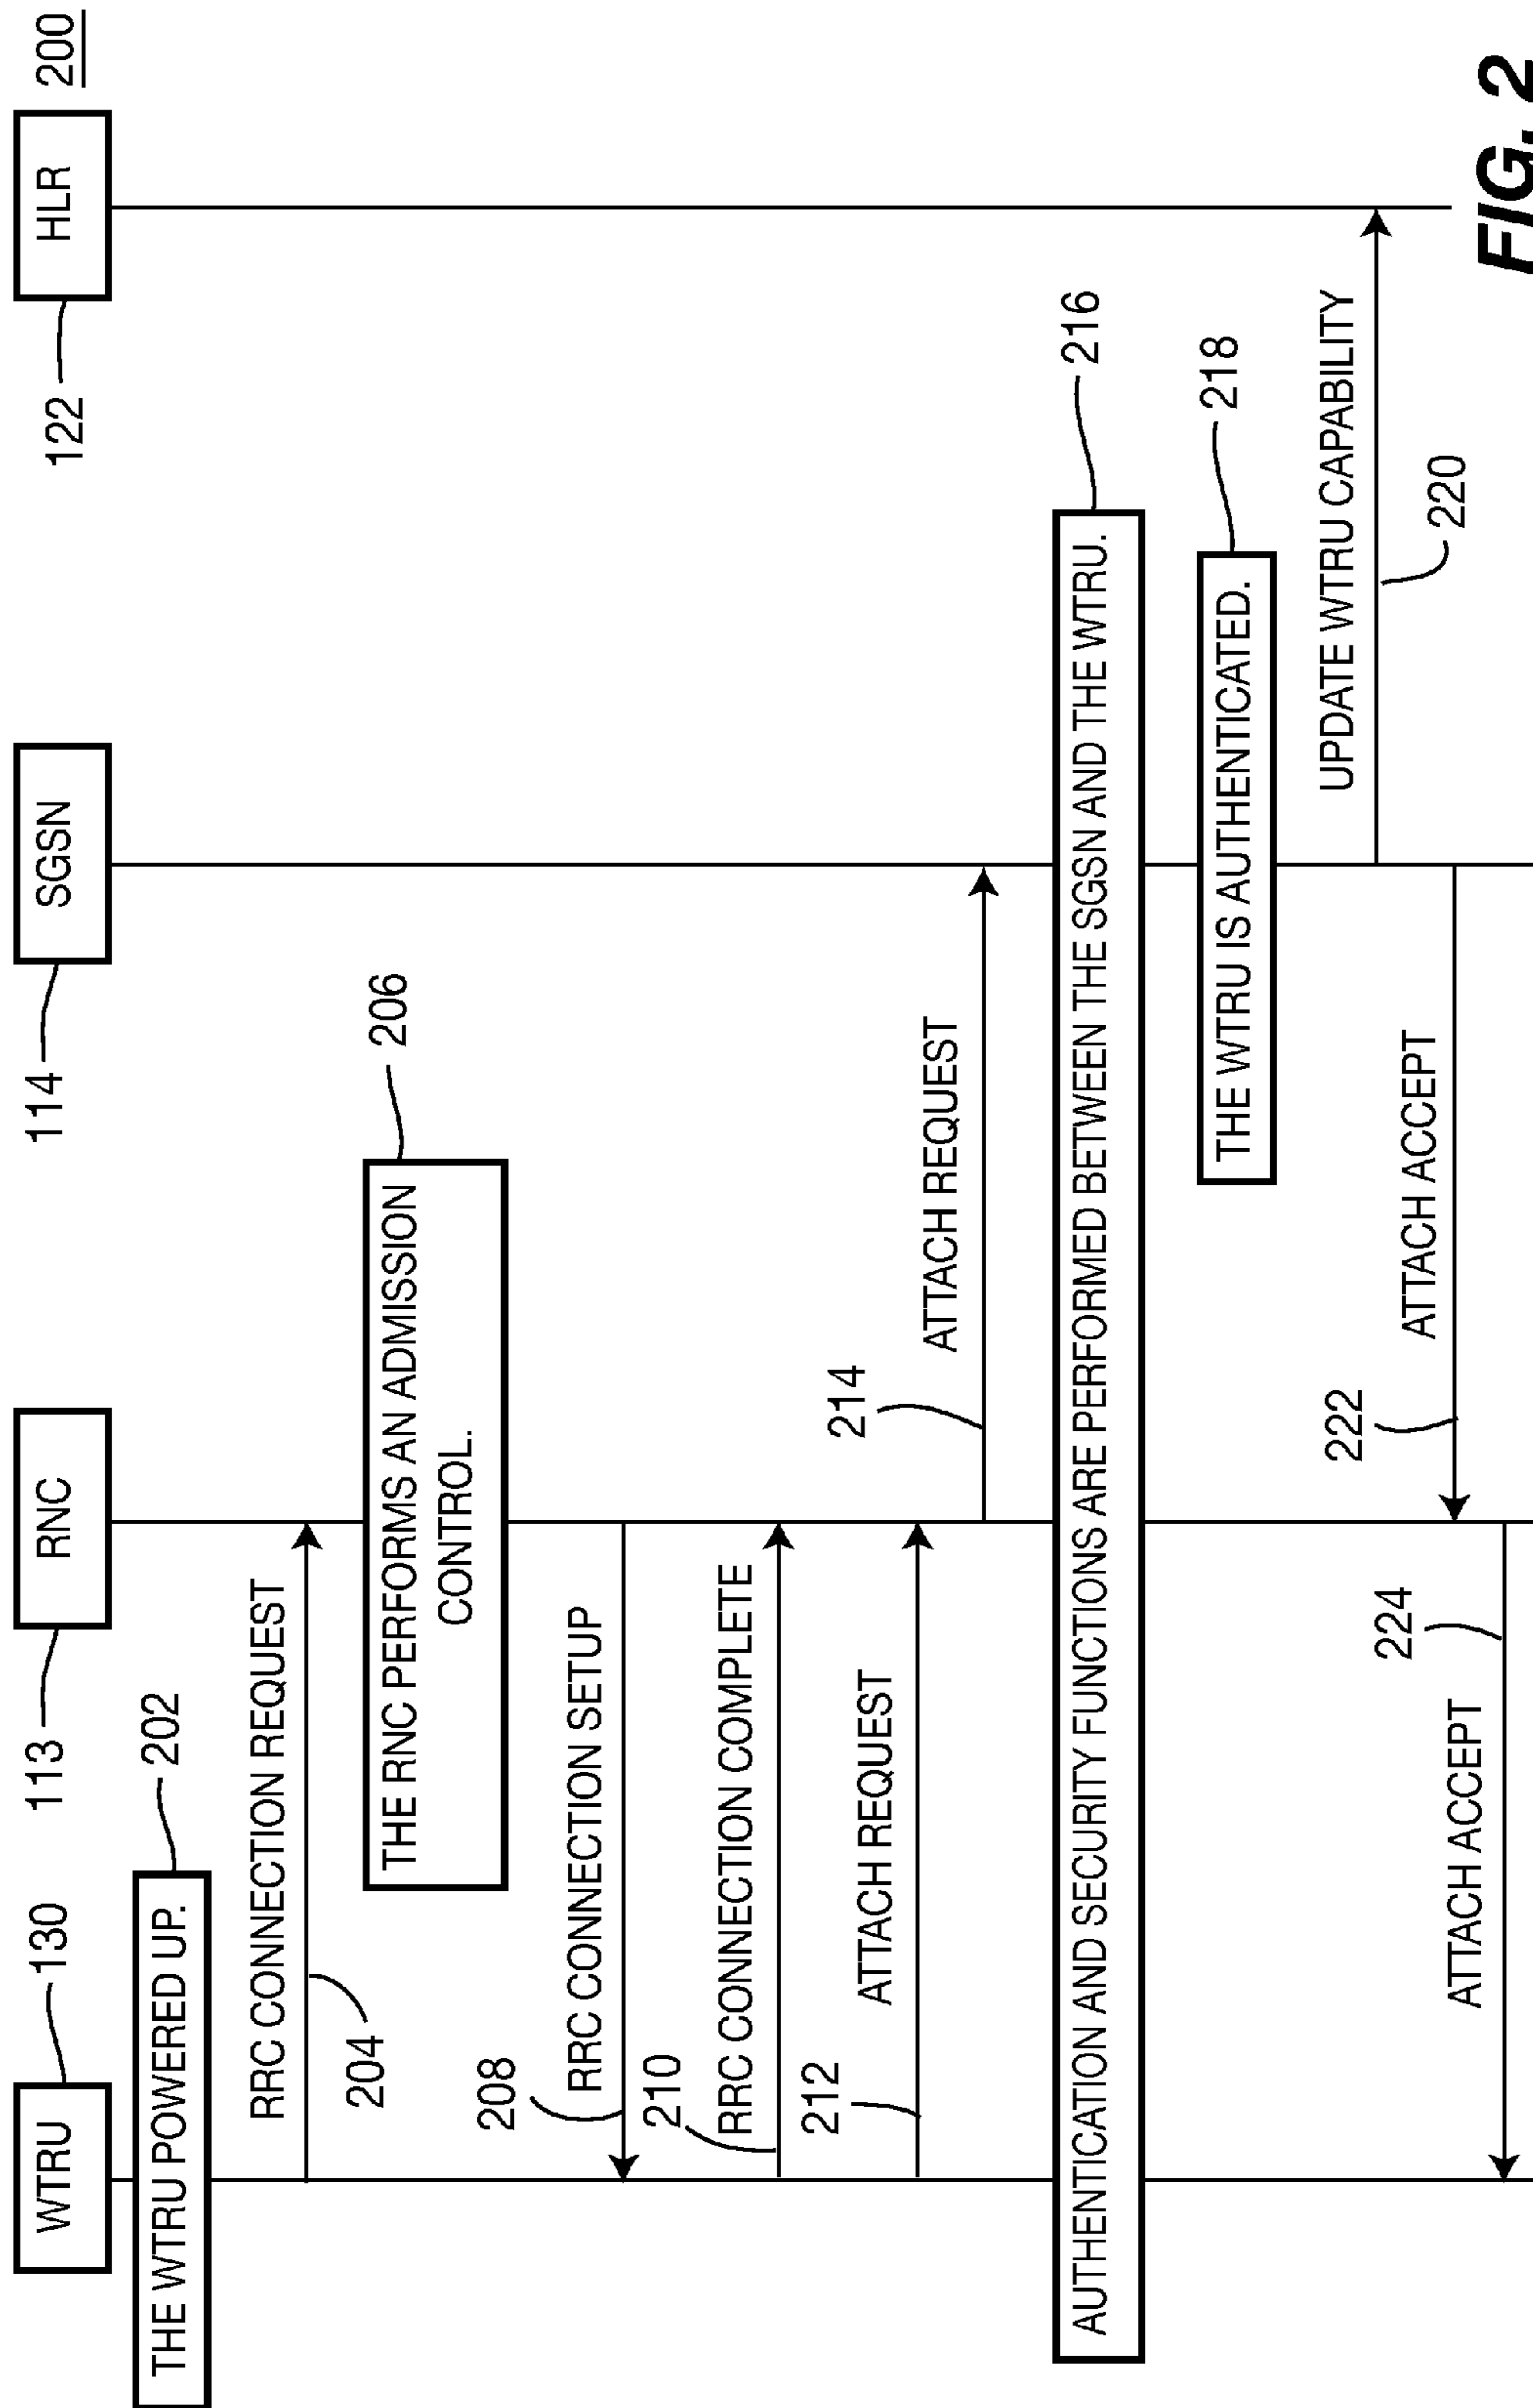 200
WTRU
RNC
SGSN
HLR
130
113
114
122
THE WTRU POWERED UP.
202
RRC CONNECTION REQUEST
204
THE RNC PERFORMS AN ADMISSION
CONTROL.
206
RRC CONNECTION SETUP
208
RRC CONNECTION COMPLETE
210
ATTACH REQUEST
212
ATTACH REQUEST
214
AUTHENTICATION AND SECURITY FUNCTIONS ARE PERFORMED BETWEEN THE SGSN AND THE WTRU.
216
THE WTRU IS AUTHENTICATED.
218
UPDATE WTRU CAPABILITY
220
ATTACH ACCEPT
222
ATTACH ACCEPT
224
FIG. 2